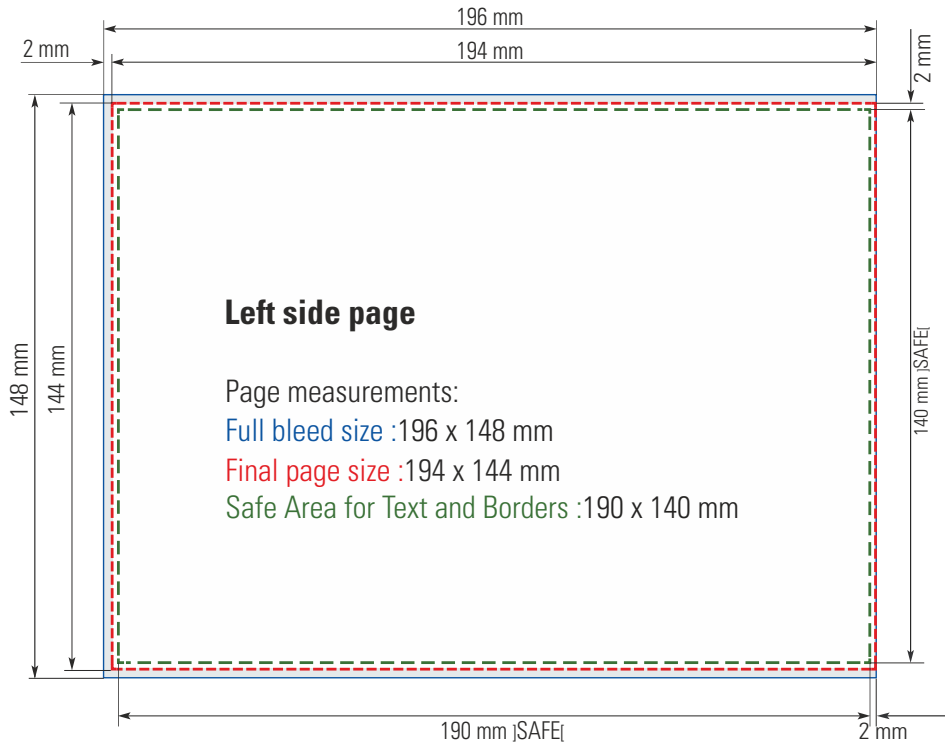 196 mm
2 mm
194 mm
2 mm
148 mm
144 mm
140 mm ]SAFE[
Left side page
Page measurements:
Full bleed size :196 x 148 mm
Final page size :194 x 144 mm
Safe Area for Text and Borders :190 x 140 mm
190 mm ]SAFE[
2 mm